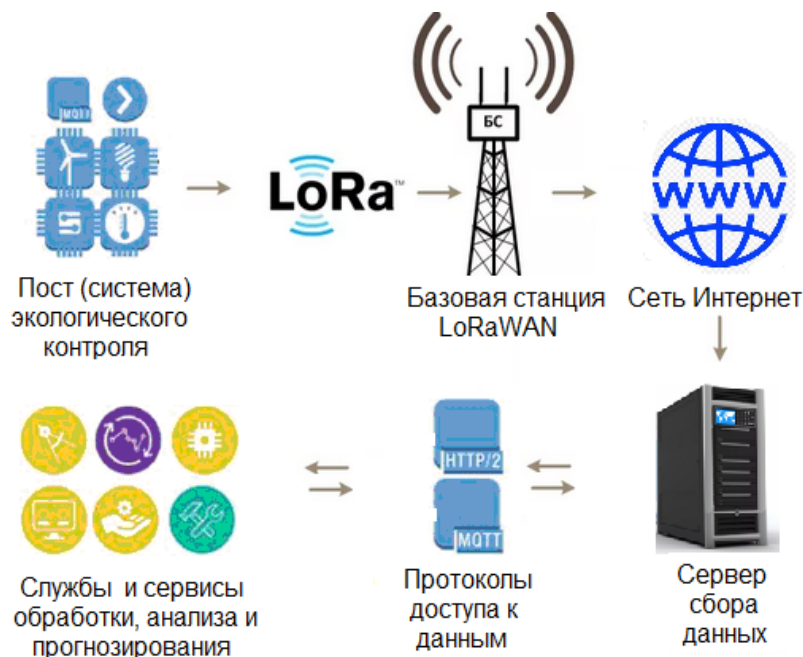 MQTT
LoRa™
БС
WWW
Пост (система)
экологического
контроля
Базовая станция
LoRaWAN
Сеть Интернет
HTTP/2
MQTT
Службы и сервисы
обработки, анализа и
прогнозирования
Протоколы
доступа к
данным
Сервер
сбора
данных